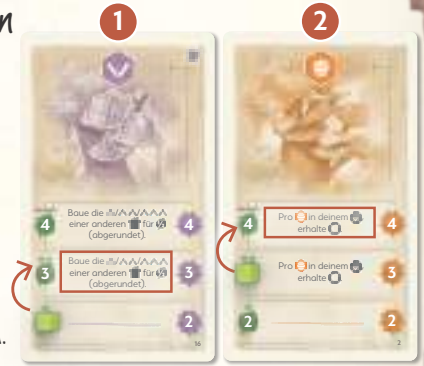 n
1
2
4
Baue die /
einer anderen für
(abgerundet).
4
3
Baue die /
einer anderen für
(abgerundet).
3
2
16
4
Pro in deinem
erhalte
4
Pro in deinem
erhalte
3
2
2
2
.